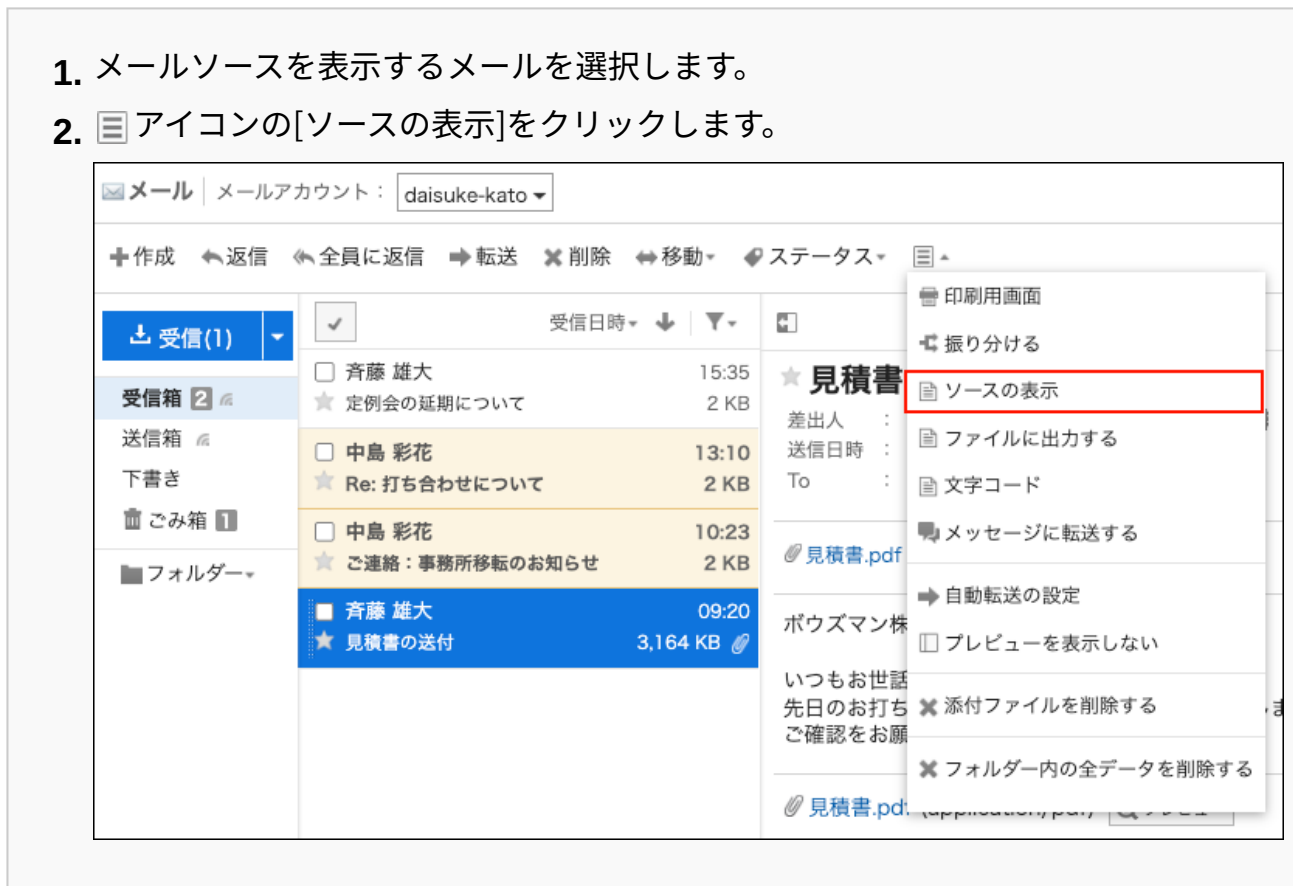 1. メールソースを表示するメールを選択します。
2. アイコンの[ソースの表示]をクリックします。
メール メールアカウント： daisuke-kato
作成 返信 全員に返信 転送 削除 移動 ステータス
受信(1)
受信箱 2
送信箱
下書き
ごみ箱 1
フォルダー
受信日時
斉藤 雄大 15:35
定例会の延期について 2 KB
中島 彩花 13:10
Re: 打ち合わせについて 2 KB
中島 彩花 10:23
ご連絡：事務所移転のお知らせ 2 KB
斉藤 雄大 09:20
見積書の送付 3,164 KB
見積書
差出人 ：
送信日時 ：
To ：
見積書.pdf
ボウズマン株
いつもお世話
先日のお打ち
ご確認をお願
見積書.pdf (application/pdf) プレビュー
印刷用画面
振り分ける
ソースの表示
ファイルに出力する
文字コード
メッセージに転送する
自動転送の設定
プレビューを表示しない
添付ファイルを削除する
フォルダー内の全データを削除する